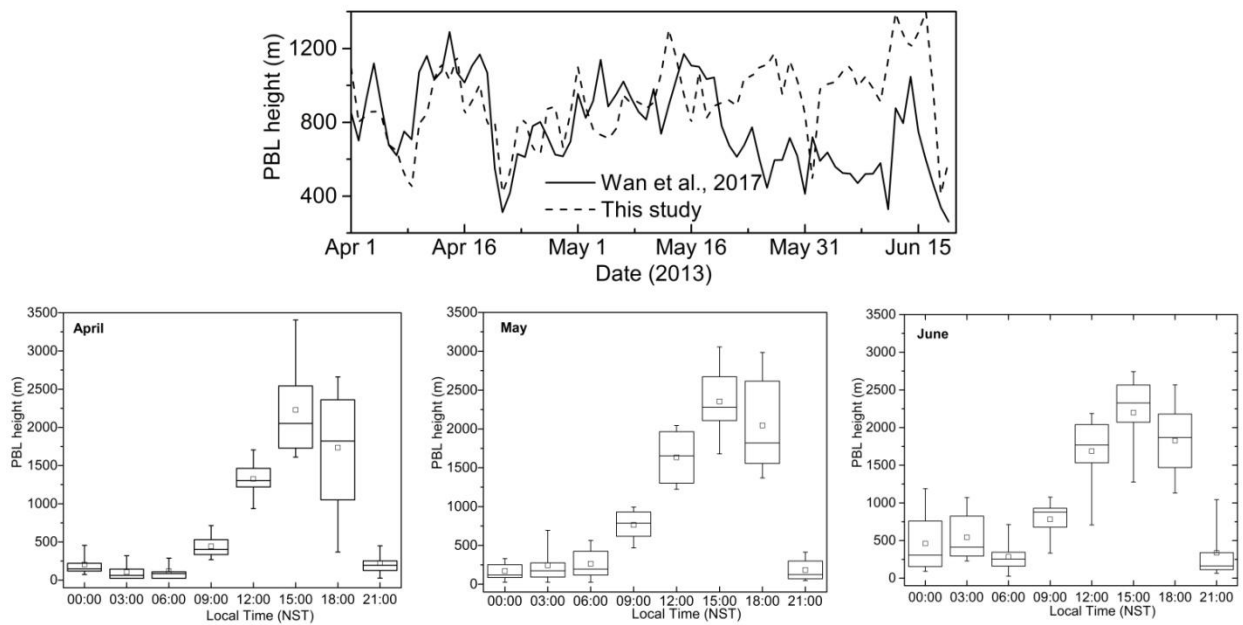 PBL height (m)
1200
800
400
Wan et al., 2017
This study
Apr 1 Apr 16 May 1 May 16 May 31 Jun 15
Date (2013)
April
PBL height (m)
3500
3000
2500
2000
1500
1000
500
0
00:00 03:00 06:00 09:00 12:00 15:00 18:00 21:00
Local Time (NST)
May
PBL height (m)
3500
3000
2500
2000
1500
1000
500
0
00:00 03:00 06:00 09:00 12:00 15:00 18:00 21:00
Local Time (NST)
June
PBL height (m)
3500
3000
2500
2000
1500
1000
500
0
00:00 03:00 06:00 09:00 12:00 15:00 18:00 21:00
Local Time (NST)